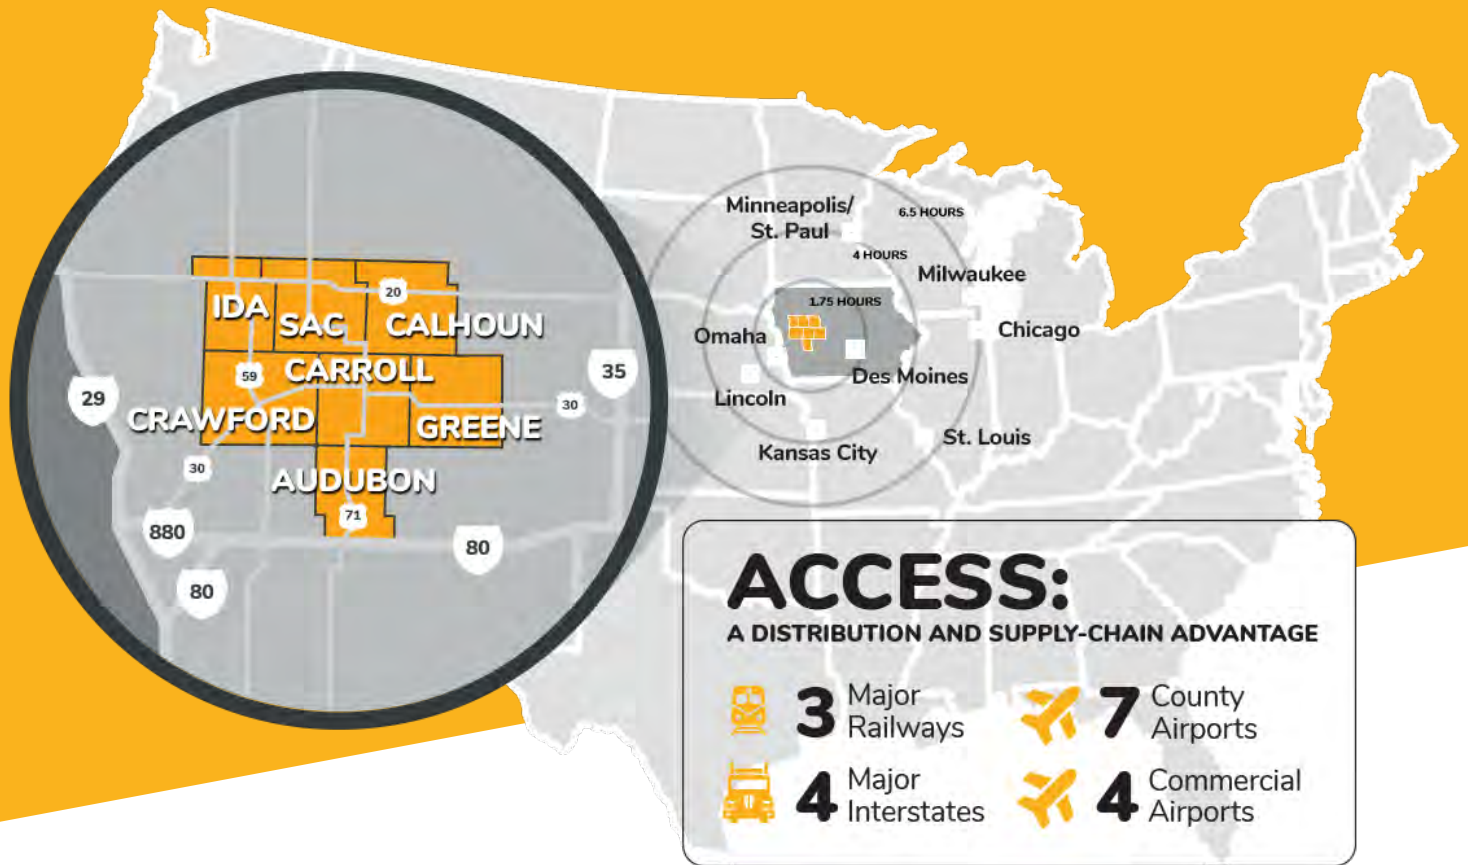 20
IDA
SAC
CALHOUN
59
CARROLL
35
29
30
CRAWFORD
GREENE
30
AUDUBON
71
880
80
80
Minneapolis/
St. Paul
6.5 HOURS
4 HOURS
Milwaukee
1.75 HOURS
Omaha
Chicago
Des Moines
Lincoln
St. Louis
Kansas City
ACCESS:
A DISTRIBUTION AND SUPPLY-CHAIN ADVANTAGE
3 Major
Railways
7 County
Airports
4 Major
Interstates
4 Commercial
Airports